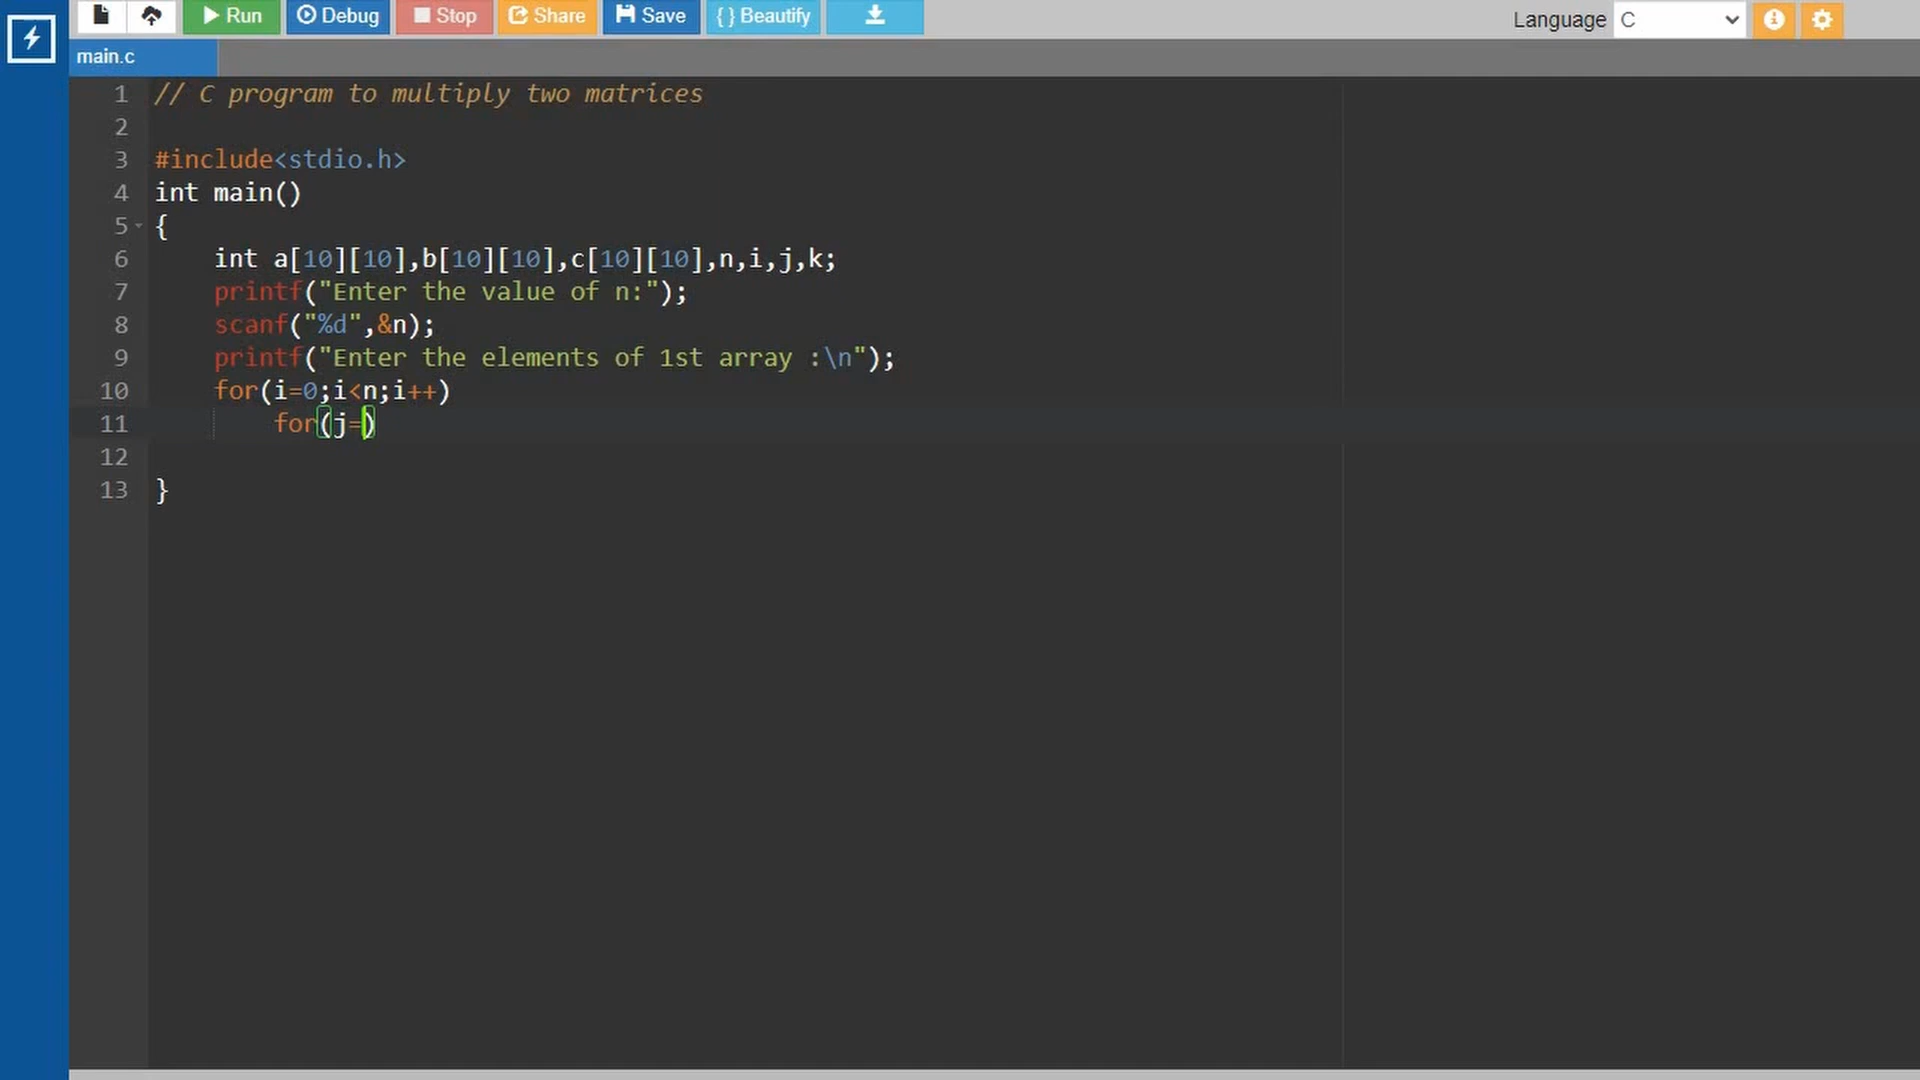 Run Debug Stop Share Save { } Beautify Language C
main.c
1 // C program to multiply two matrices
2
3 #include<stdio.h>
4 int main()
5 {
6 int a[10][10],b[10][10],c[10][10],n,i,j,k;
7 printf("Enter the value of n:");
8 scanf("%d",&n);
9 printf("Enter the elements of 1st array :\n");
10 for(i=0;i<n;i++)
11 for(j=)
12
13 }